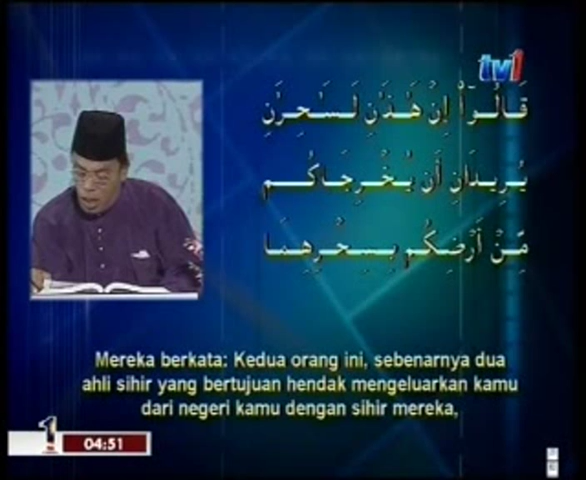 tv1
قَالُوٓا۟ إِنْ هَـٰذَٰنِ لَسَـٰحِرَٰنِ
يُرِيدَانِ أَن يُخْرِجَاكُم
مِّنْ أَرْضِكُم بِسِحْرِهِمَا
Mereka berkata: Kedua orang ini, sebenarnya dua
ahli sihir yang bertujuan hendak mengeluarkan kamu
dari negeri kamu dengan sihir mereka,
1
04:51